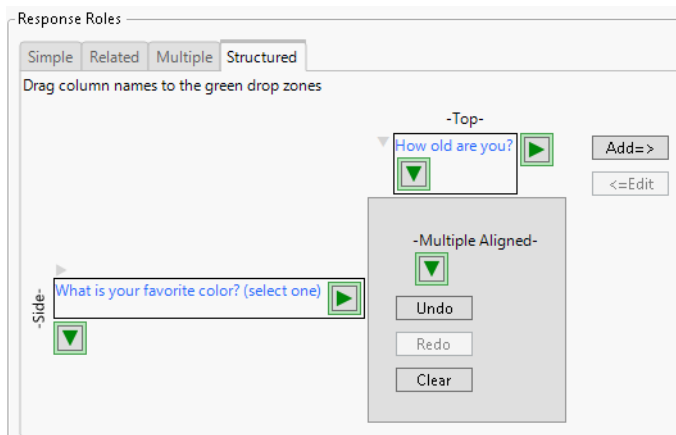 Response Roles
Simple Related Multiple Structured
Drag column names to the green drop zones
-Top-
How old are you?
Add=>
<=Edit
-Multiple Aligned-
-Side-
What is your favorite color? (select one)
Undo
Redo
Clear